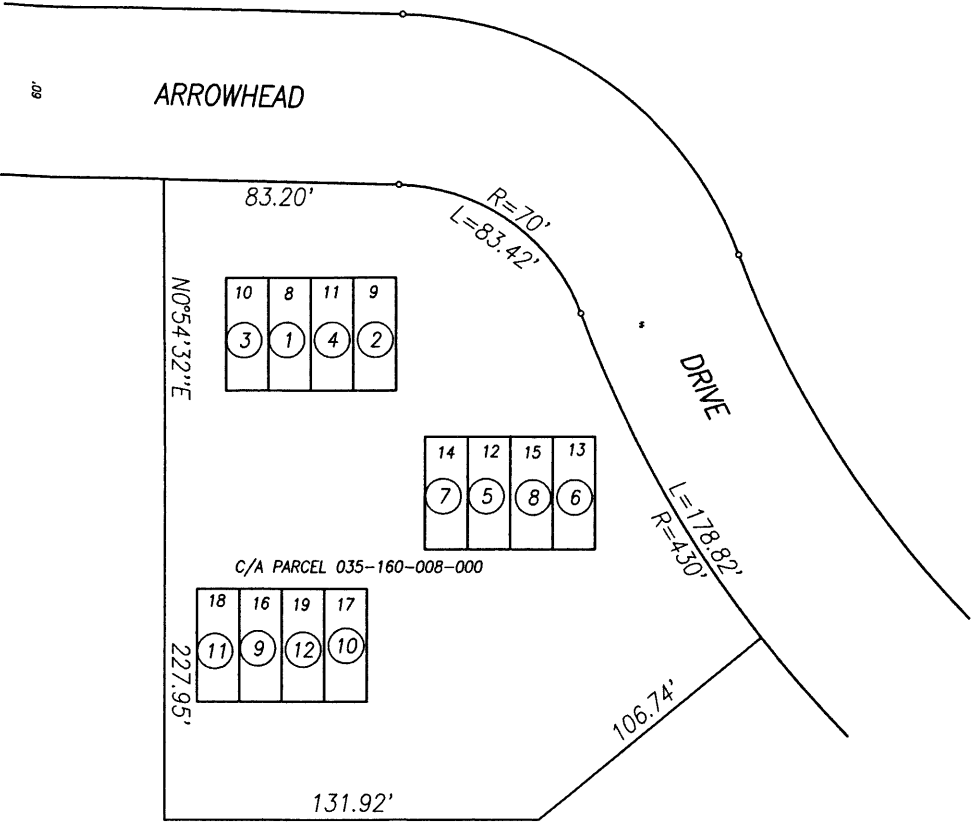 60'
ARROWHEAD
83.20'
R=70'
L=83.42'
N0°54'32"E
10 8 11 9
3 1 4 2
DRIVE
14 12 15 13
7 5 8 6
L=178.82'
R=430'
C/A PARCEL 035-160-008-000
18 16 19 17
11 9 12 10
227.95'
106.74'
131.92'